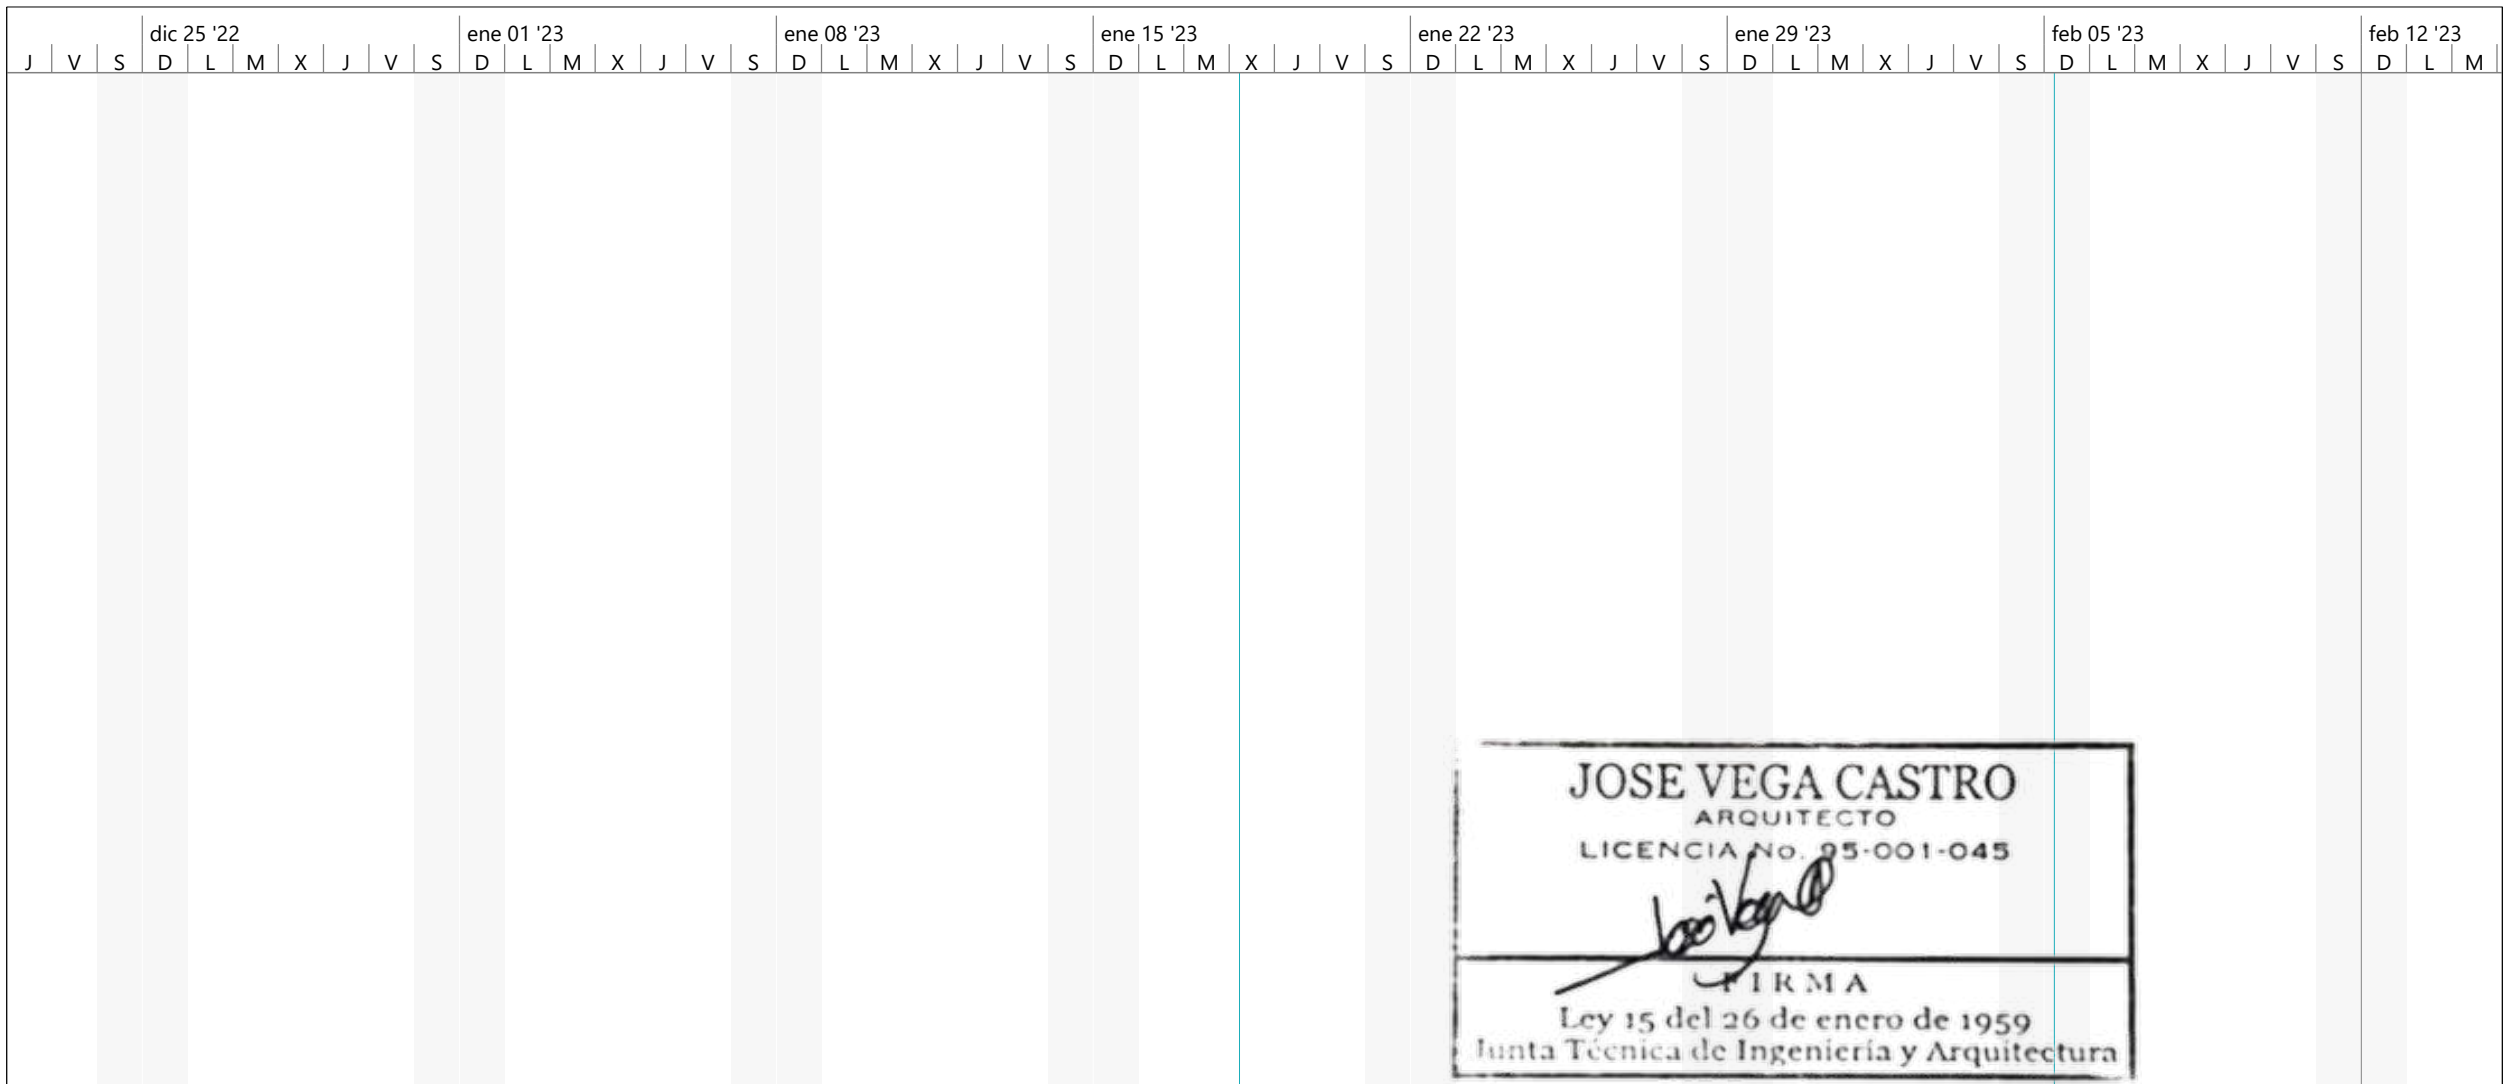 dic 25 '22 ene 01 '23 ene 08 '23 ene 15 '23 ene 22 '23 ene 29 '23 feb 05 '23 feb 12 '23
J V S D L M X J V S D L M X J V S D L M X J V S D L M X J V S D L M X J V S D L M X J V S D L M X J V S D L M
JOSE VEGA CASTRO
ARQUITECTO
LICENCIA No. 95-001-045
José Vega
FIRMA
Ley 15 del 26 de enero de 1959
Junta Técnica de Ingeniería y Arquitectura